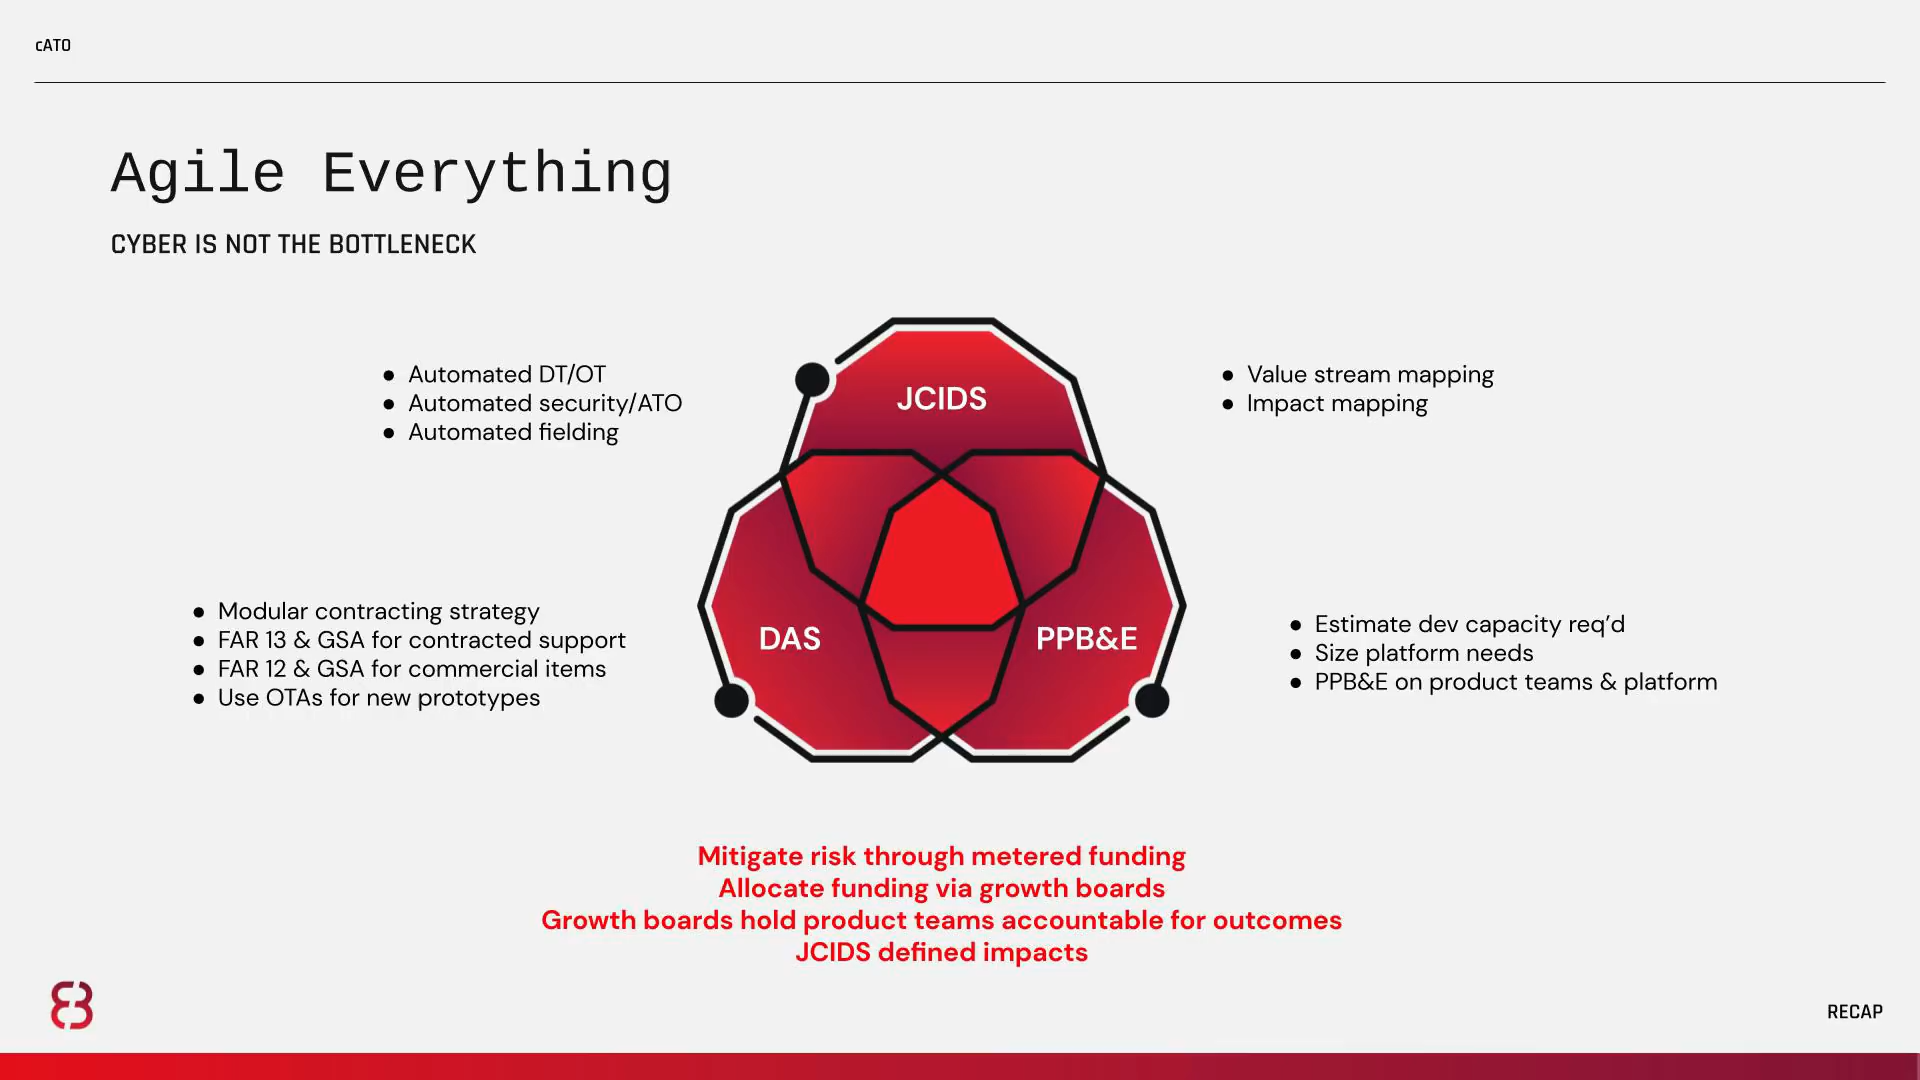 cATO
Agile Everything
CYBER IS NOT THE BOTTLENECK
● Automated DT/OT
● Automated security/ATO
● Automated fielding
● Value stream mapping
● Impact mapping
JCIDS
DAS
PPB&E
● Modular contracting strategy
● FAR 13 & GSA for contracted support
● FAR 12 & GSA for commercial items
● Use OTAs for new prototypes
● Estimate dev capacity req’d
● Size platform needs
● PPB&E on product teams & platform
Mitigate risk through metered funding
Allocate funding via growth boards
Growth boards hold product teams accountable for outcomes
JCIDS defined impacts
RECAP